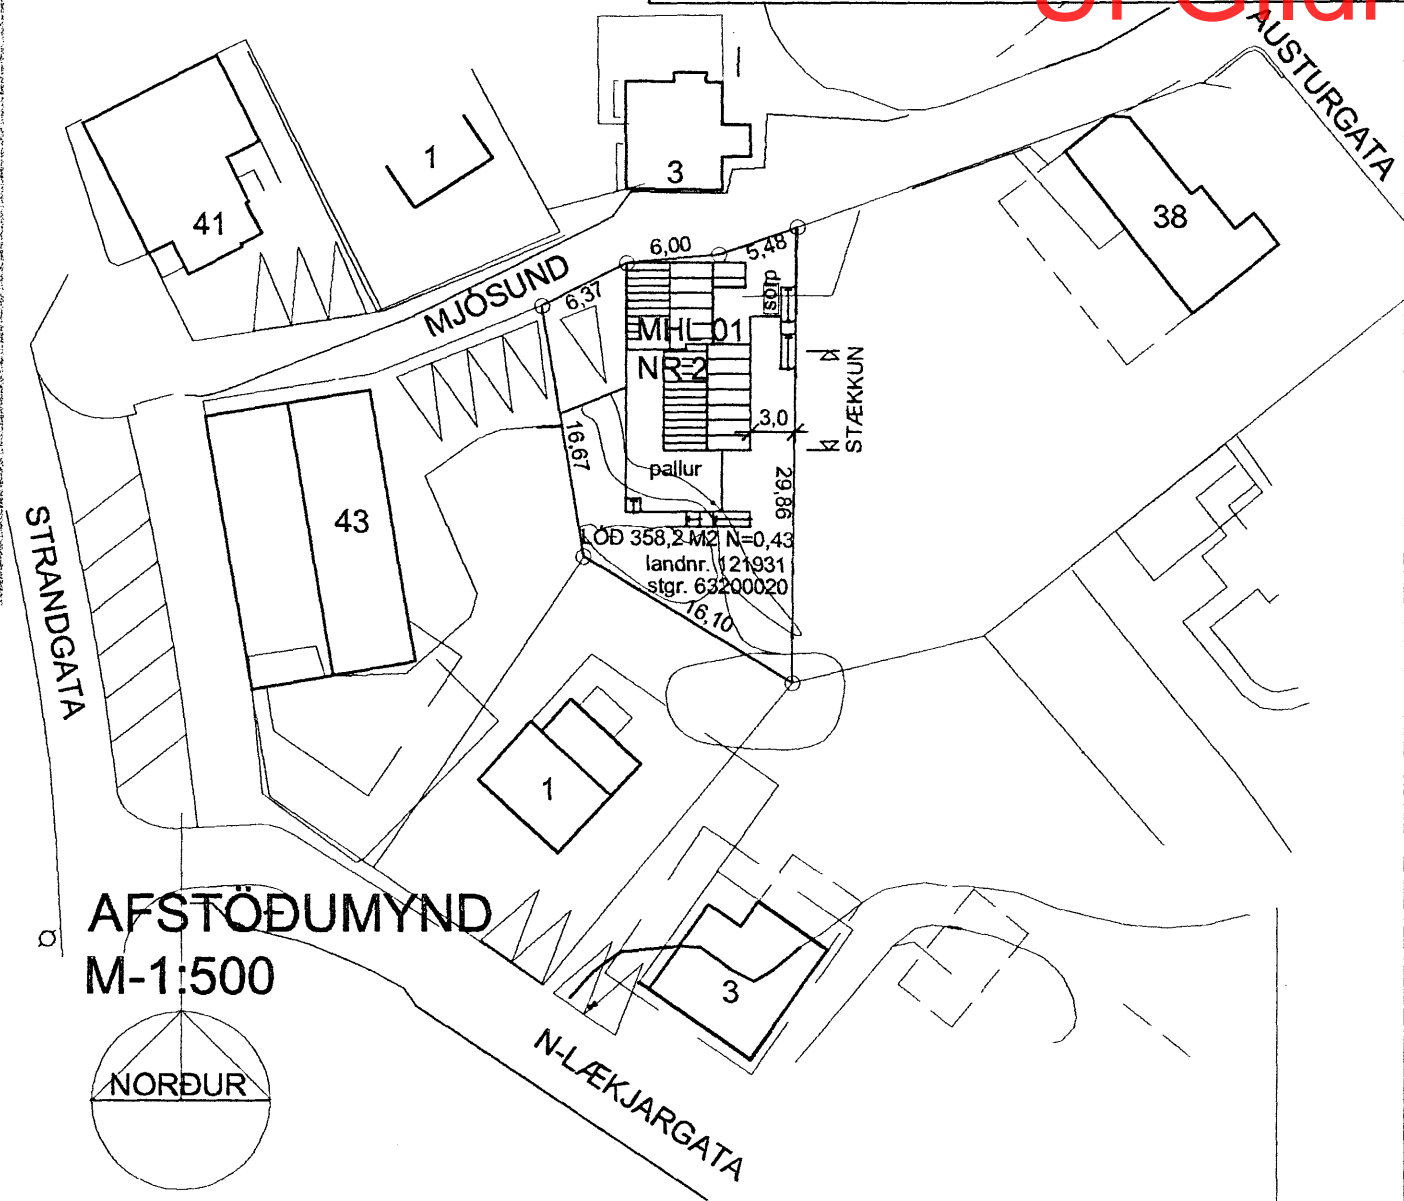 AUSTURGATA
41
1
3
38
6,00
5,48
MJÓSUND
6,37
sorp
MHL 01
NR=2
STÆKKUN
3,0
16,67
pallur
29,86
43
STRANDGATA
LÓÐ 358,2 M2 N=0,43
landnr. 121931
stgr. 63200020
16,10
1
AFSTÖÐUMYND
M-1:500
3
N-LÆKJARGATA
NORÐUR